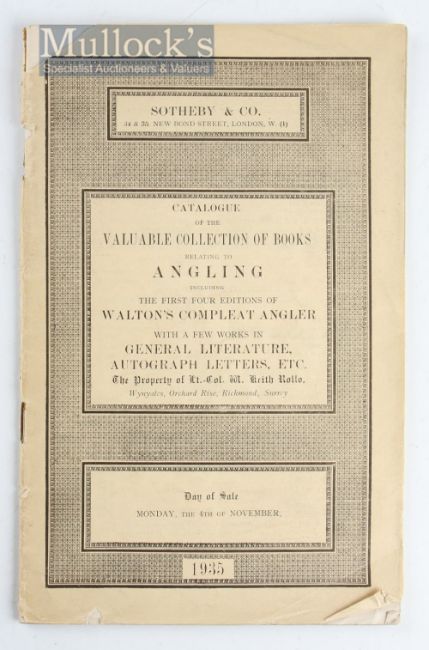 Mullock's
Specialist Auctioneers & Valuers
SOTHEBY & CO.
34 & 35, NEW BOND STREET, LONDON, W. (1)
CATALOGUE
OF THE
VALUABLE COLLECTION OF BOOKS
RELATING TO
ANGLING
INCLUDING
THE FIRST FOUR EDITIONS OF
WALTON'S COMPLEAT ANGLER
WITH A FEW WORKS IN
GENERAL LITERATURE,
AUTOGRAPH LETTERS, ETC.
The Property of Lt.-Col. W. Keith Rollo,
Orchard Rise, Richmond, Surrey
Day of Sale
MONDAY, THE 4TH OF NOVEMBER,
1935